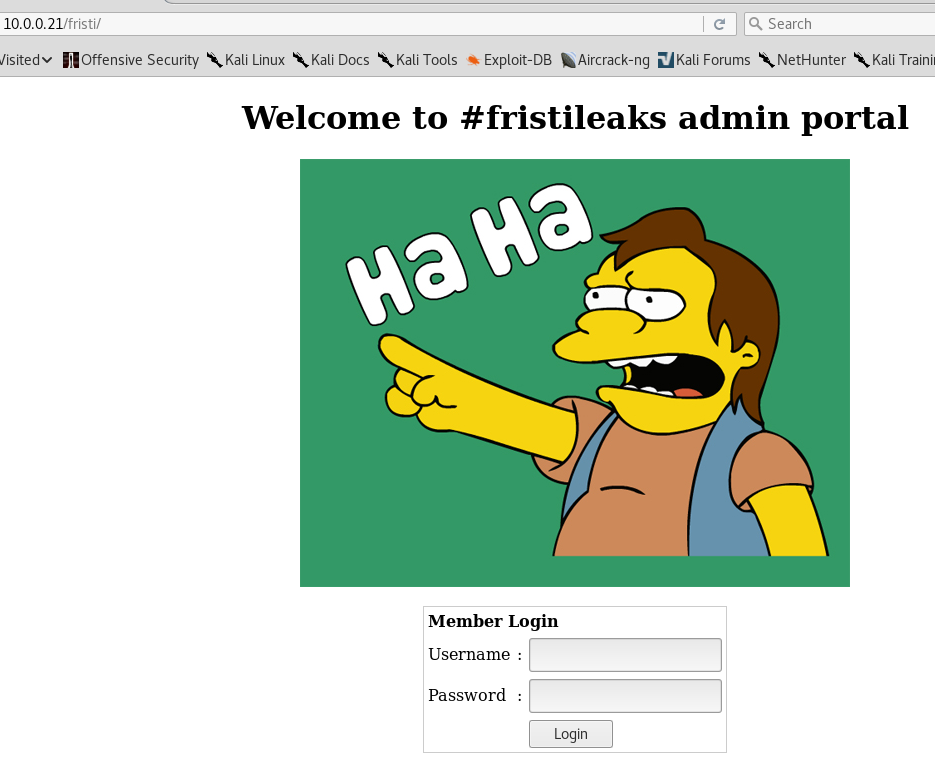 10.0.0.21/fristi/
Search
Visited Offensive Security Kali Linux Kali Docs Kali Tools Exploit-DB Aircrack-ng Kali Forums NetHunter Kali
Welcome to #fristileaks admin portal
Ha Ha
Member Login
Username :
Password :
Login